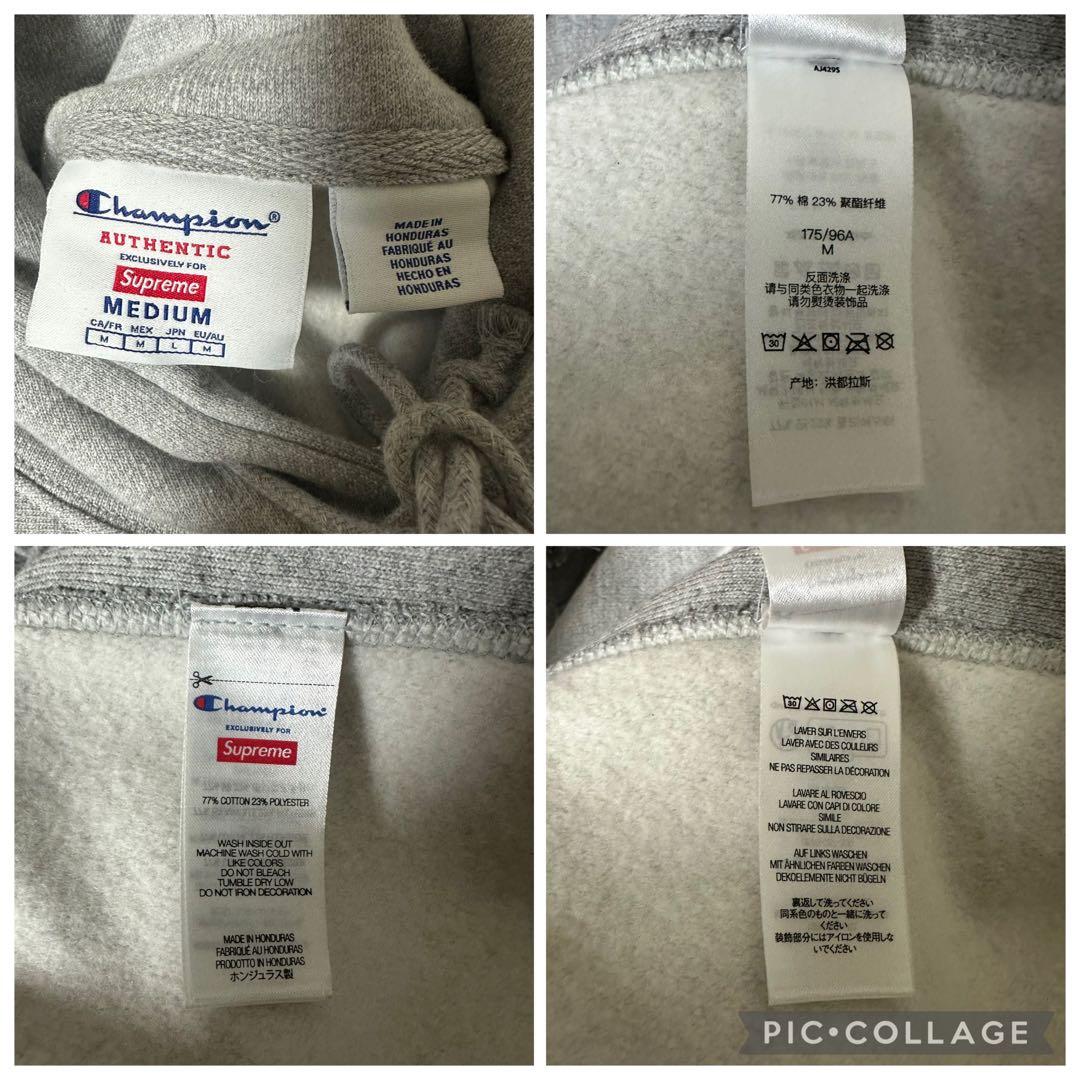 Champion®
AUTHENTIC
EXCLUSIVELY FOR
Supreme
MEDIUM
CA/FR MEX JPN EU/AU
M M L M
MADE IN
HONDURAS
FABRIQUÉ AU
HONDURAS
HECHO EN
HONDURAS
AJ4295
77% 棉 23% 聚酯纤维
175/96A
M
反面洗涤
请与同类色衣物一起洗涤
请勿熨烫装饰品
30
产地：洪都拉斯
Champion
EXCLUSIVELY FOR
Supreme
77% COTTON 23% POLYESTER
WASH INSIDE OUT
MACHINE WASH COLD WITH
LIKE COLORS
DO NOT BLEACH
TUMBLE DRY LOW
DO NOT IRON DECORATION
MADE IN HONDURAS
FABRIQUÉ AU HONDURAS
PRODOTTO IN HONDURAS
ホンジュラス製
30
LAVER SUR L'ENVERS
LAVER AVEC DES COULEURS
SIMILAIRES
NE PAS REPASSER LA DÉCORATION
LAVARE AL ROVESCIO
LAVARE CON CAPI DI COLORE
SIMILE
NON STIRARE SULLA DECORAZIONE
AUF LINKS WASCHEN
MIT ÄHNLICHEN FARBEN WASCHEN
DEKOELEMENTE NICHT BÜGELN
裏返して洗ってください
同系色のものと一緒に洗って
ください
装飾部分にはアイロンを使用しな
いでください
PIC•COLLAGE